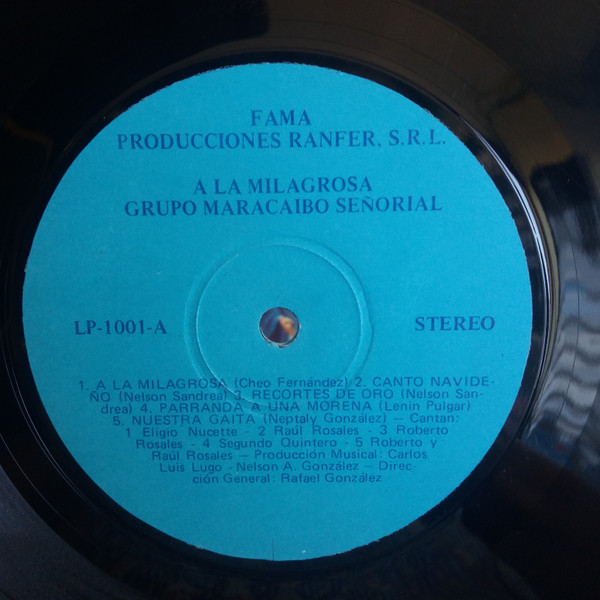 FAMA
PRODUCCIONES RANFER, S.R.L.
A LA MILAGROSA
GRUPO MARACAIBO SEÑORIAL
LP-1001-A
STEREO
1. A LA MILAGROSA (Cheo Fernández) 2. CANTO NAVIDE-
ÑO (Nelson Sandrea) 3. RECORTES DE ORO (Nelson San-
drea) 4. PARRANDA A UNA MORENA (Lenin Pulgar)
5. NUESTRA GAITA (Neptaly González) — Cantan:
1 Eligio Nucette - 2 Raúl Rosales - 3 Roberto
Rosales - 4 Segundo Quintero - 5 Roberto y
Raúl Rosales — Producción Musical: Carlos
Luis Lugo - Nelson A. González — Direc-
ción General: Rafael González